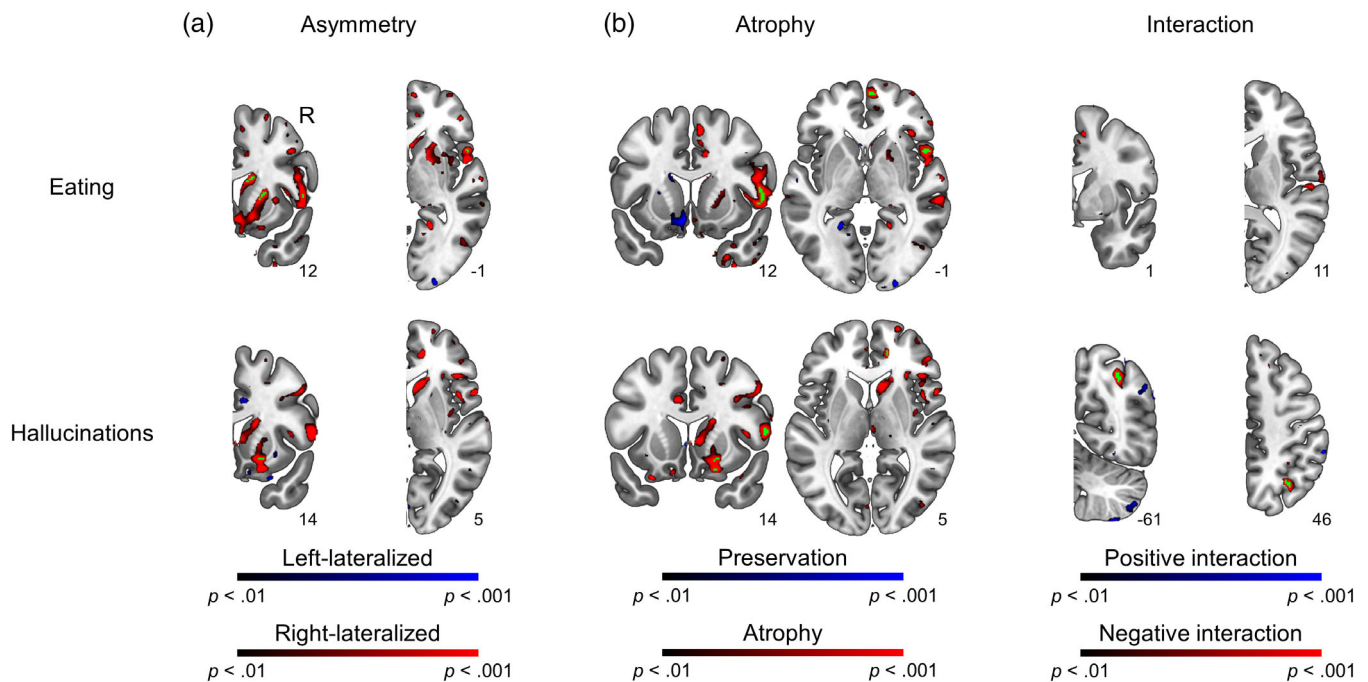 (a) Asymmetry (b) Atrophy Interaction
R
Eating
12 -1 12 -1 1 11
Hallucinations
14 5 14 5 -61 46
Left-lateralized Preservation Positive interaction
p < .01 p < .001 p < .01 p < .001 p < .01 p < .001
Right-lateralized Atrophy Negative interaction
p < .01 p < .001 p < .01 p < .001 p < .01 p < .001